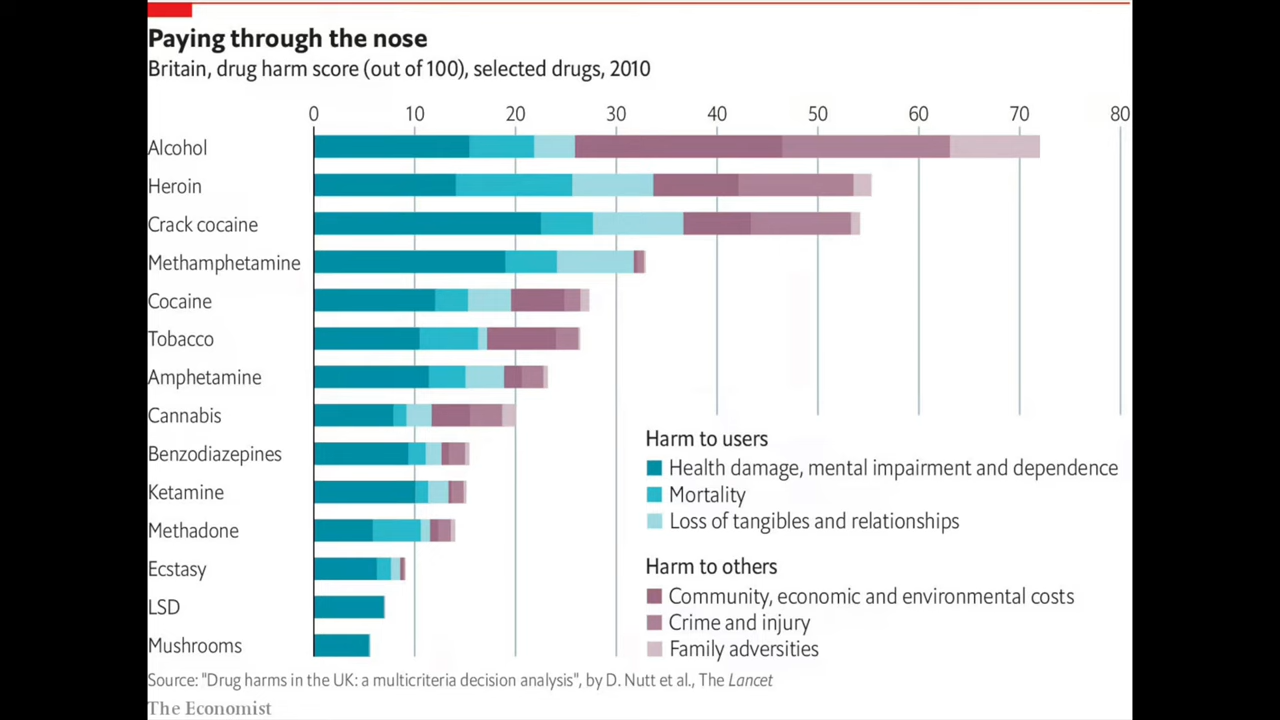 Paying through the nose
Britain, drug harm score (out of 100), selected drugs, 2010
0 10 20 30 40 50 60 70 80
Alcohol
Heroin
Crack cocaine
Methamphetamine
Cocaine
Tobacco
Amphetamine
Cannabis
Benzodiazepines
Ketamine
Methadone
Ecstasy
LSD
Mushrooms
Harm to users
Health damage, mental impairment and dependence
Mortality
Loss of tangibles and relationships
Harm to others
Community, economic and environmental costs
Crime and injury
Family adversities
Source: "Drug harms in the UK: a multicriteria decision analysis", by D. Nutt et al., The Lancet
The Economist